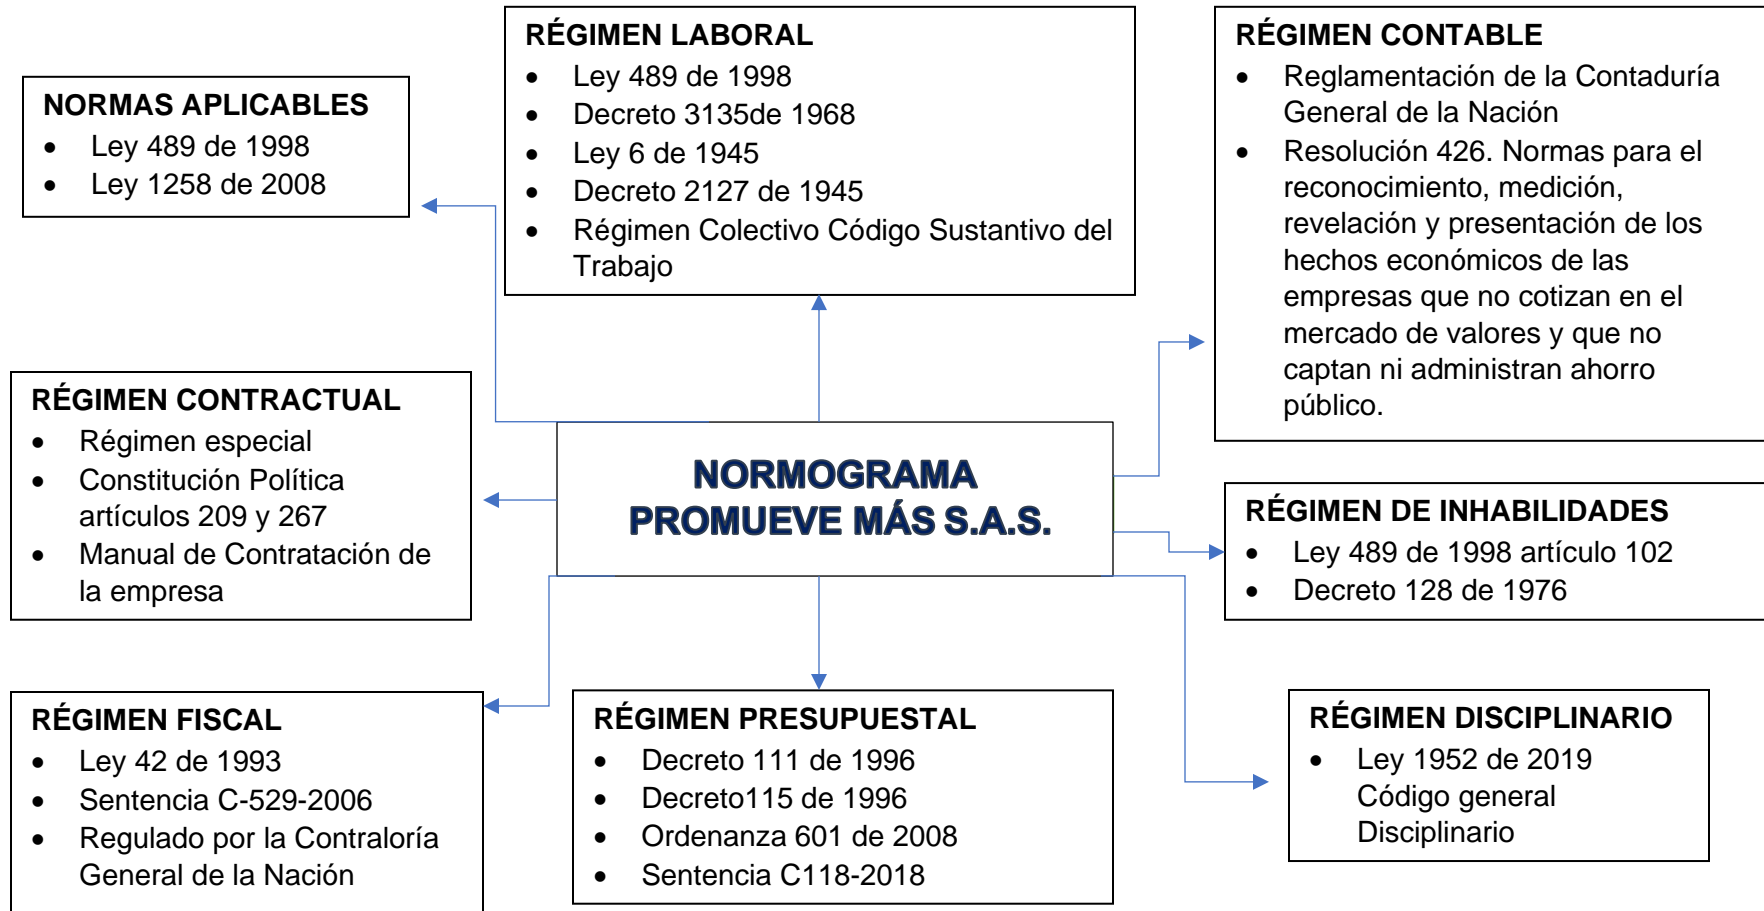 NORMAS APLICABLES
• Ley 489 de 1998
• Ley 1258 de 2008
RÉGIMEN LABORAL
• Ley 489 de 1998
• Decreto 3135de 1968
• Ley 6 de 1945
• Decreto 2127 de 1945
• Régimen Colectivo Código Sustantivo del
Trabajo
RÉGIMEN CONTABLE
• Reglamentación de la Contaduría
General de la Nación
• Resolución 426. Normas para el
reconocimiento, medición,
revelación y presentación de los
hechos económicos de las
empresas que no cotizan en el
mercado de valores y que no
captan ni administran ahorro
público.
RÉGIMEN CONTRACTUAL
• Régimen especial
• Constitución Política
artículos 209 y 267
• Manual de Contratación de
la empresa
NORMOGRAMA
PROMUEVE MÁS S.A.S.
RÉGIMEN DE INHABILIDADES
• Ley 489 de 1998 artículo 102
• Decreto 128 de 1976
RÉGIMEN FISCAL
• Ley 42 de 1993
• Sentencia C-529-2006
• Regulado por la Contraloría
General de la Nación
RÉGIMEN PRESUPUESTAL
• Decreto 111 de 1996
• Decreto115 de 1996
• Ordenanza 601 de 2008
• Sentencia C118-2018
RÉGIMEN DISCIPLINARIO
• Ley 1952 de 2019
Código general
Disciplinario